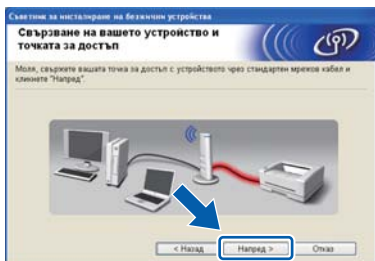 Съветник за инсталиране на безжични устройства
Свързване на вашето устройство и
точката за достъп
Моля, свържете вашата точка за достъп с устройството чрез стандартен мрежов кабел и
кликнете "Напред".
< Назад
Напред >
Отказ